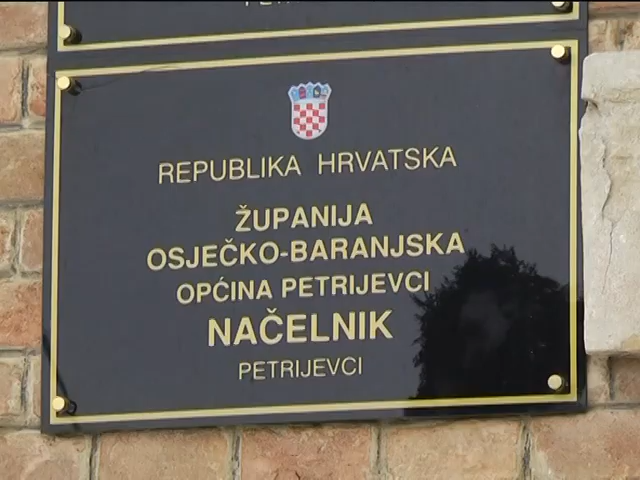 REPUBLIKA HRVATSKA
ŽUPANIJA
OSJEČKO-BARANJSKA
OPĆINA PETRIJEVCI
NAČELNIK
PETRIJEVCI